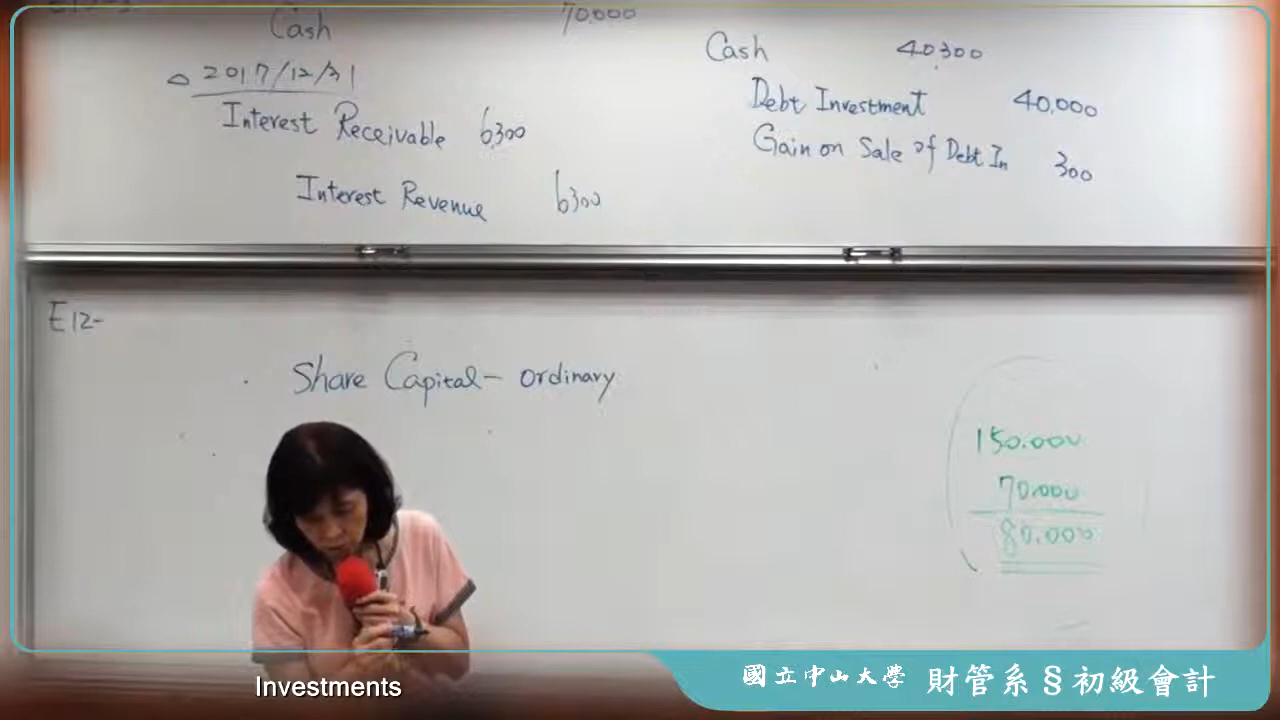 Cash 70.000
△ 2017/12/31
Interest Receivable 6,300
Interest Revenue 6300
Cash 40,300
Debt Investment 40,000
Gain on Sale of Debt In 300
E12-
Share Capital - ordinary
150.000
70.000
80.000
Investments
國立中山大學 財管系§初級會計